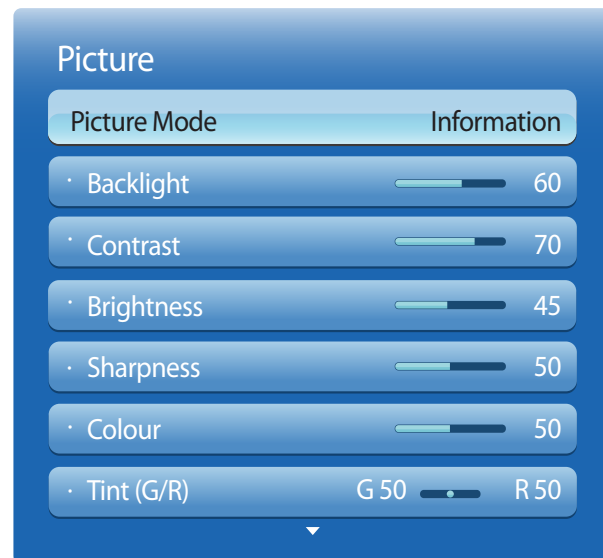 Picture
Picture Mode Information
· Backlight 60
· Contrast 70
· Brightness 45
· Sharpness 50
· Colour 50
· Tint (G/R) G 50 R 50